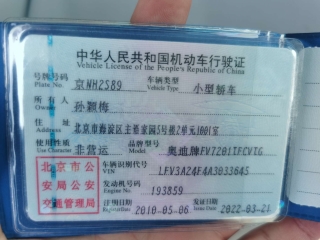 中华人民共和国机动车行驶证
Vehicle License of the People's Republic of China
号牌号码 京NH2S89 车辆类型 小型轿车
Plate No. Vehicle Type
所有人 孙颖梅
Owner
住址 北京市海淀区主语家园5号楼2单元1001室
Address
使用性质 非营运 品牌型号 奥迪牌FV7201TFCVTG
Use Character Model
北京市公 车辆识别代号 LFV3A24F4A3033645
VIN
安局公安 发动机号码 193859
Engine No.
交通管理局 注册日期 2010-05-06 发证日期 2022-03-21
Register Date Issue Date